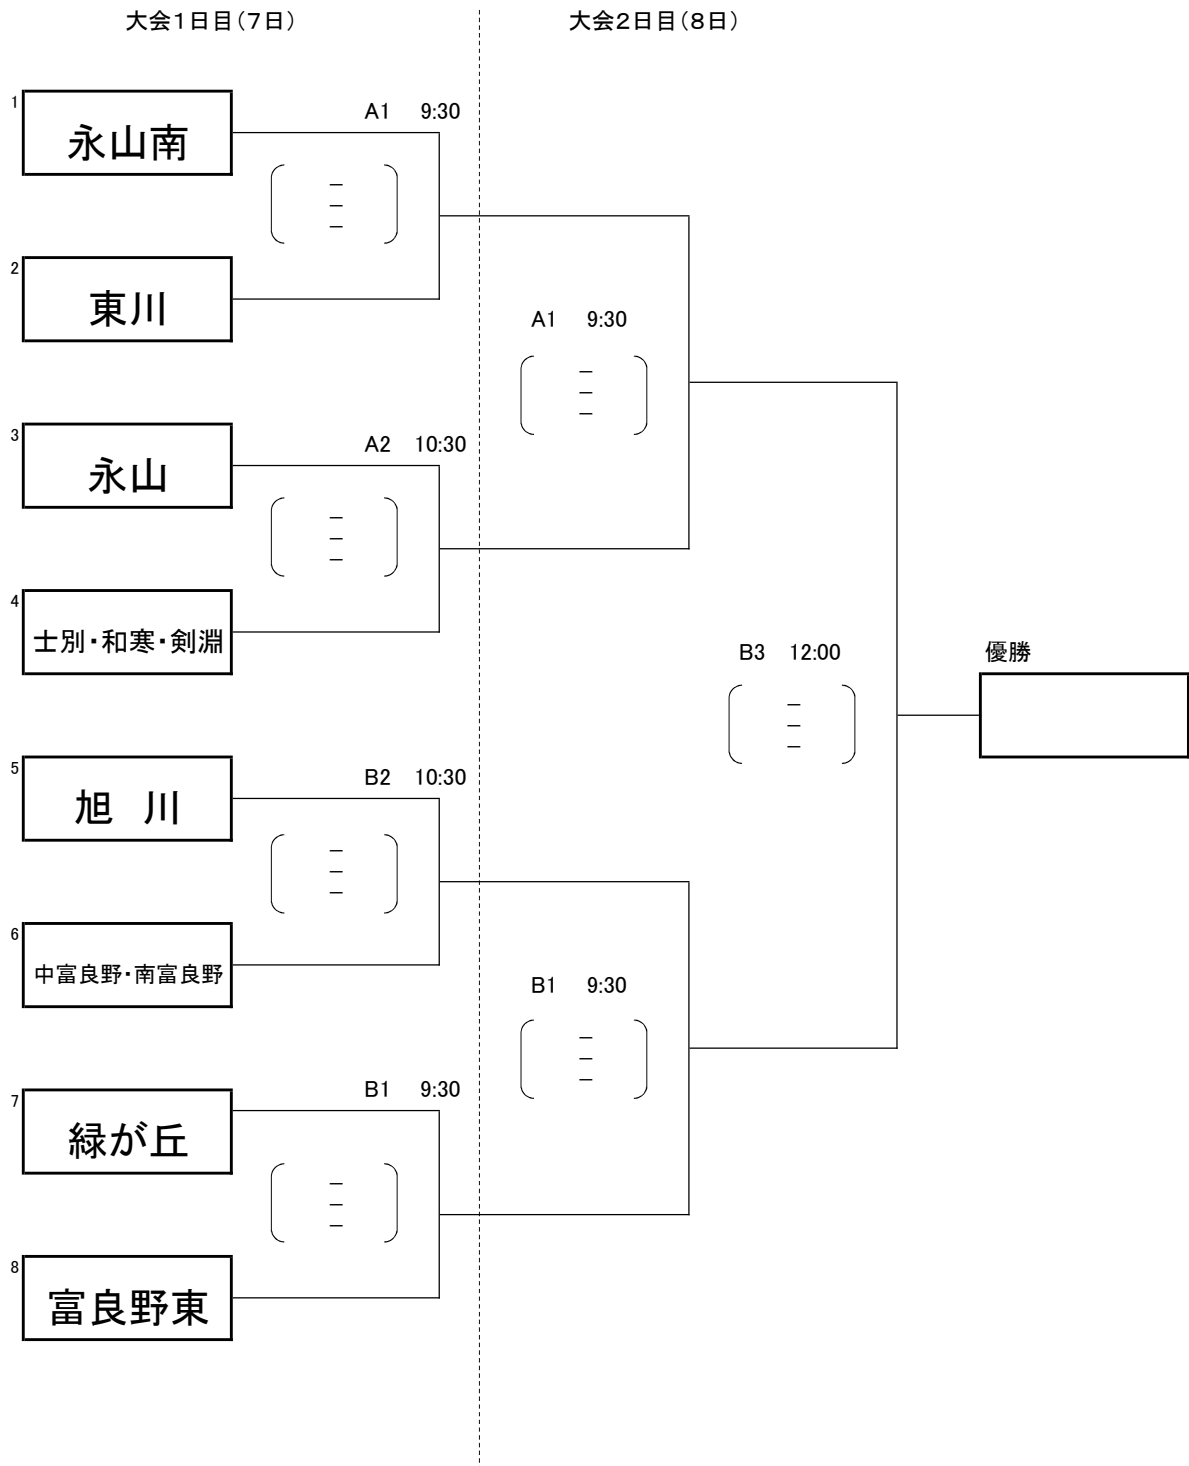 大会１日目（７日） 大会２日目（８日）
1
永山南
A1 9:30
－
－
－
2
東川
A1 9:30
－
－
－
3
永山
A2 10:30
－
－
－
4
士別・和寒・剣淵
B3 12:00
－
－
－
優勝
5
旭　川
B2 10:30
－
－
－
6
中富良野・南富良野
B1 9:30
－
－
－
7
緑が丘
B1 9:30
－
－
－
8
富良野東